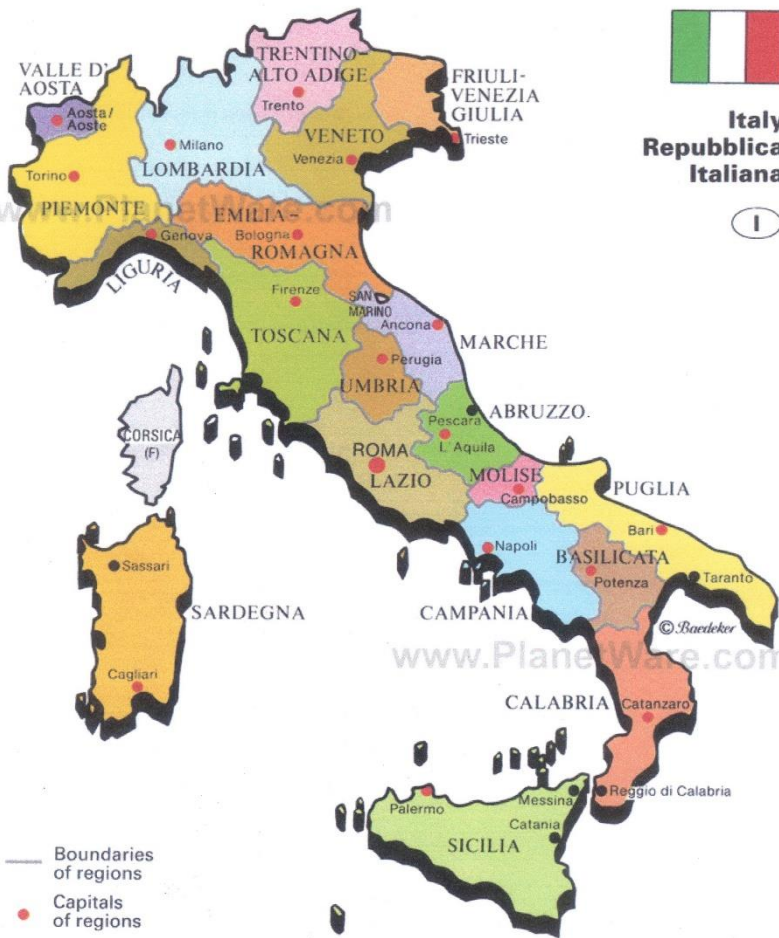 VALLE D'
AOSTA
Aosta/
Aoste
TRENTINO-
ALTO ADIGE
Trento
FRIULI-
VENEZIA
GIULIA
Trieste
Italy
Repubblica
Italiana
I
Milano
LOMBARDIA
VENETO
Venezia
Torino
PIEMONTE
www.PlanetWare.com
EMILIA-
Bologna
ROMAGNA
Genova
LIGURIA
Firenze
TOSCANA
SAN
MARINO
Ancona
MARCHE
Perugia
UMBRIA
CORSICA
(F)
ABRUZZO.
Pescara
L'Aquila
ROMA
LAZIO
MOLISE
Campobasso
PUGLIA
Bari
Napoli
BASILICATA
Potenza
Taranto
CAMPANIA
© Baedeker
Sassari
SARDEGNA
Cagliari
www.PlanetWare.com
CALABRIA
Catanzaro
Reggio di Calabria
Messina
Palermo
Catania
SICILIA
Boundaries
of regions
Capitals
of regions